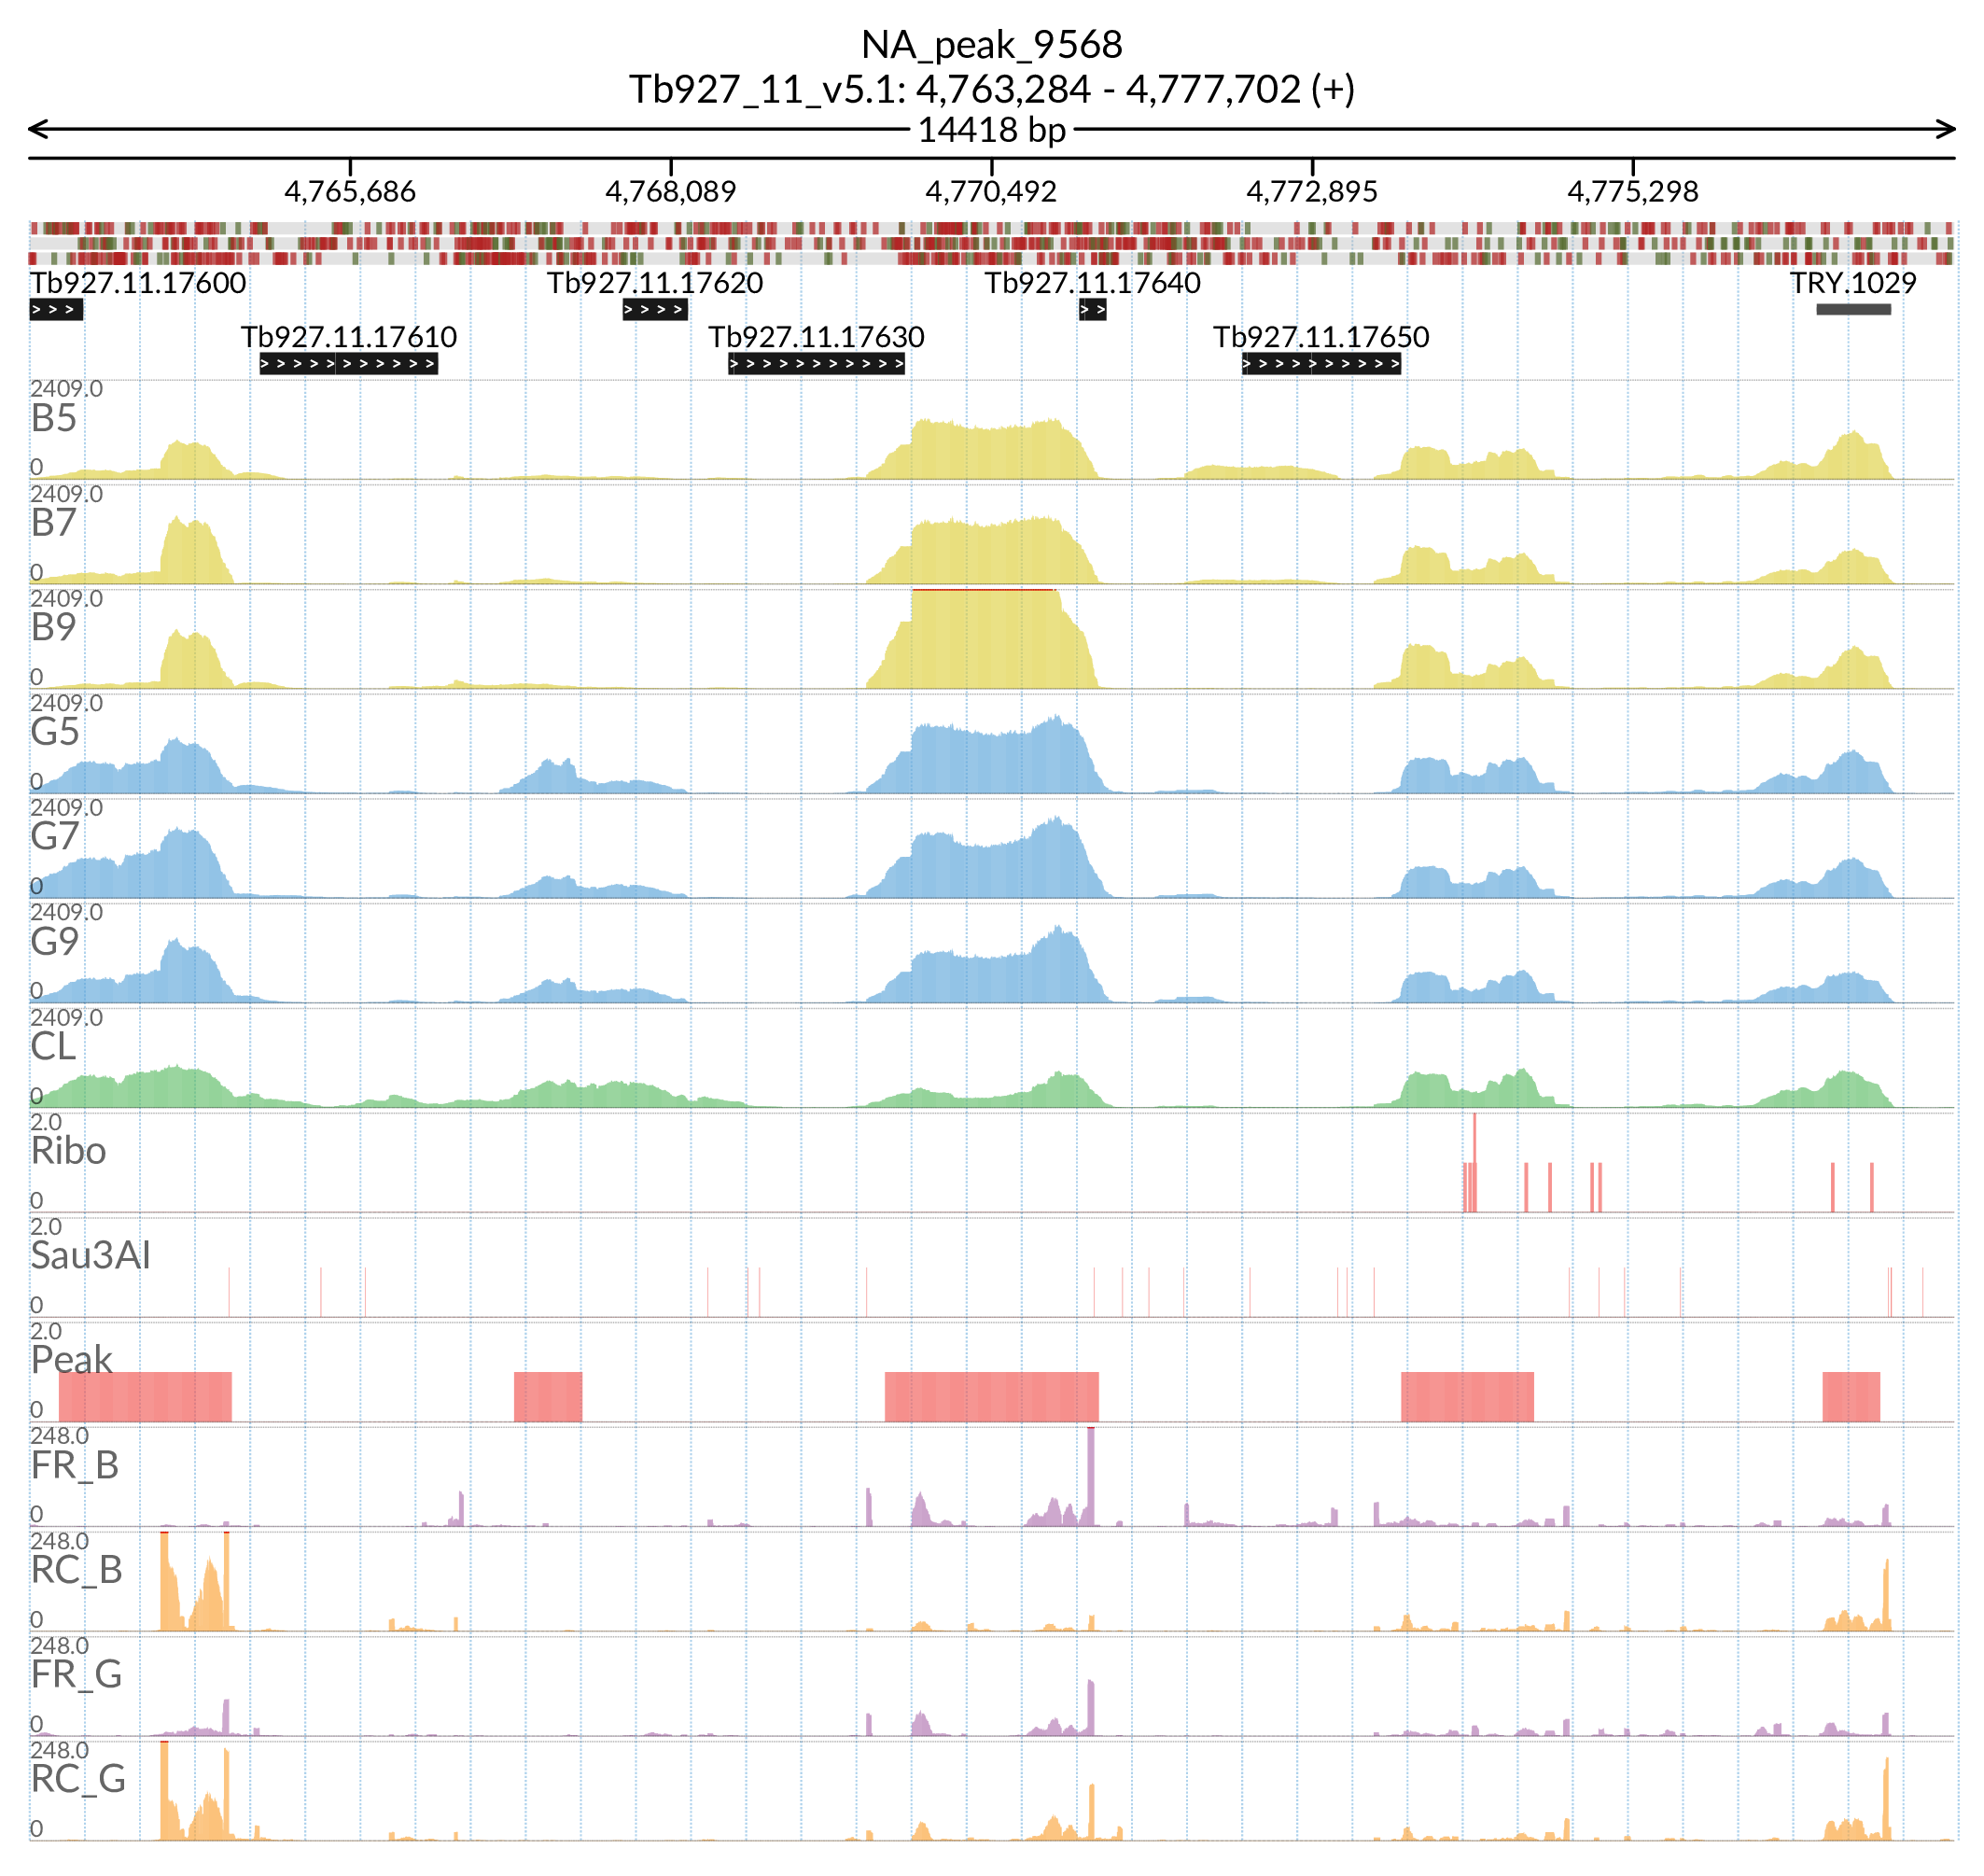 NA_peak_9568
Tb927_11_v5.1: 4,763,284 - 4,777,702 (+)
14418 bp
4,765,686 4,768,089 4,770,492 4,772,895 4,775,298
Tb927.11.17600 Tb927.11.17620 Tb927.11.17640 TRY.1029
Tb927.11.17610 Tb927.11.17630 Tb927.11.17650
2409.0
B5
0
2409.0
B7
0
2409.0
B9
0
2409.0
G5
0
2409.0
G7
0
2409.0
G9
0
2409.0
CL
0
2.0
Ribo
0
2.0
Sau3AI
0
2.0
Peak
0
248.0
FR_B
0
248.0
RC_B
0
248.0
FR_G
0
248.0
RC_G
0